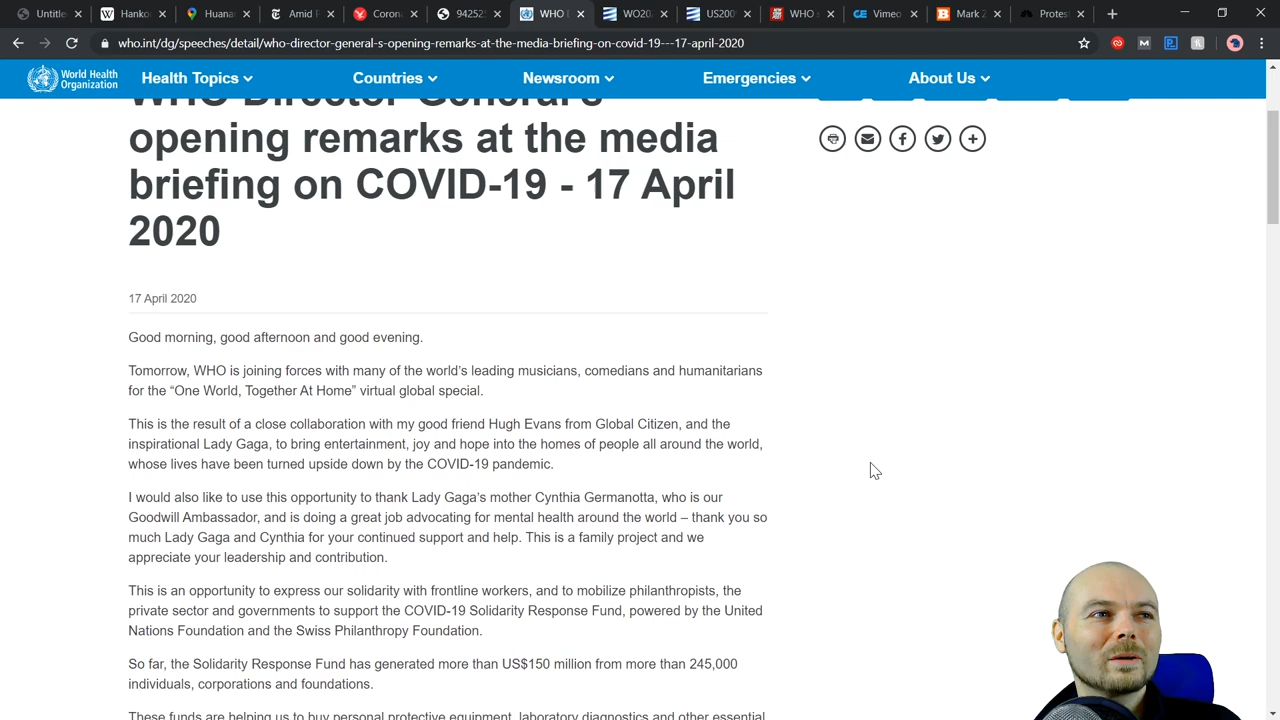 Untitle
Hanko
Huanan
Amid P
Coron
94252
WHO D
WO20
US200
WHO s
Vimeo
Mark 2
Protest
who.int/dg/speeches/detail/who-director-general-s-opening-remarks-at-the-media-briefing-on-covid-19---17-april-2020
World Health
Organization
Health Topics
Countries
Newsroom
Emergencies
About Us
WHO Director-General's
opening remarks at the media
briefing on COVID-19 - 17 April
2020
17 April 2020
Good morning, good afternoon and good evening.
Tomorrow, WHO is joining forces with many of the world’s leading musicians, comedians and humanitarians
for the “One World, Together At Home” virtual global special.
This is the result of a close collaboration with my good friend Hugh Evans from Global Citizen, and the
inspirational Lady Gaga, to bring entertainment, joy and hope into the homes of people all around the world,
whose lives have been turned upside down by the COVID-19 pandemic.
I would also like to use this opportunity to thank Lady Gaga’s mother Cynthia Germanotta, who is our
Goodwill Ambassador, and is doing a great job advocating for mental health around the world – thank you so
much Lady Gaga and Cynthia for your continued support and help. This is a family project and we
appreciate your leadership and contribution.
This is an opportunity to express our solidarity with frontline workers, and to mobilize philanthropists, the
private sector and governments to support the COVID-19 Solidarity Response Fund, powered by the United
Nations Foundation and the Swiss Philanthropy Foundation.
So far, the Solidarity Response Fund has generated more than US$150 million from more than 245,000
individuals, corporations and foundations.
These funds are helping us to buy personal protective equipment, laboratory diagnostics and other essential